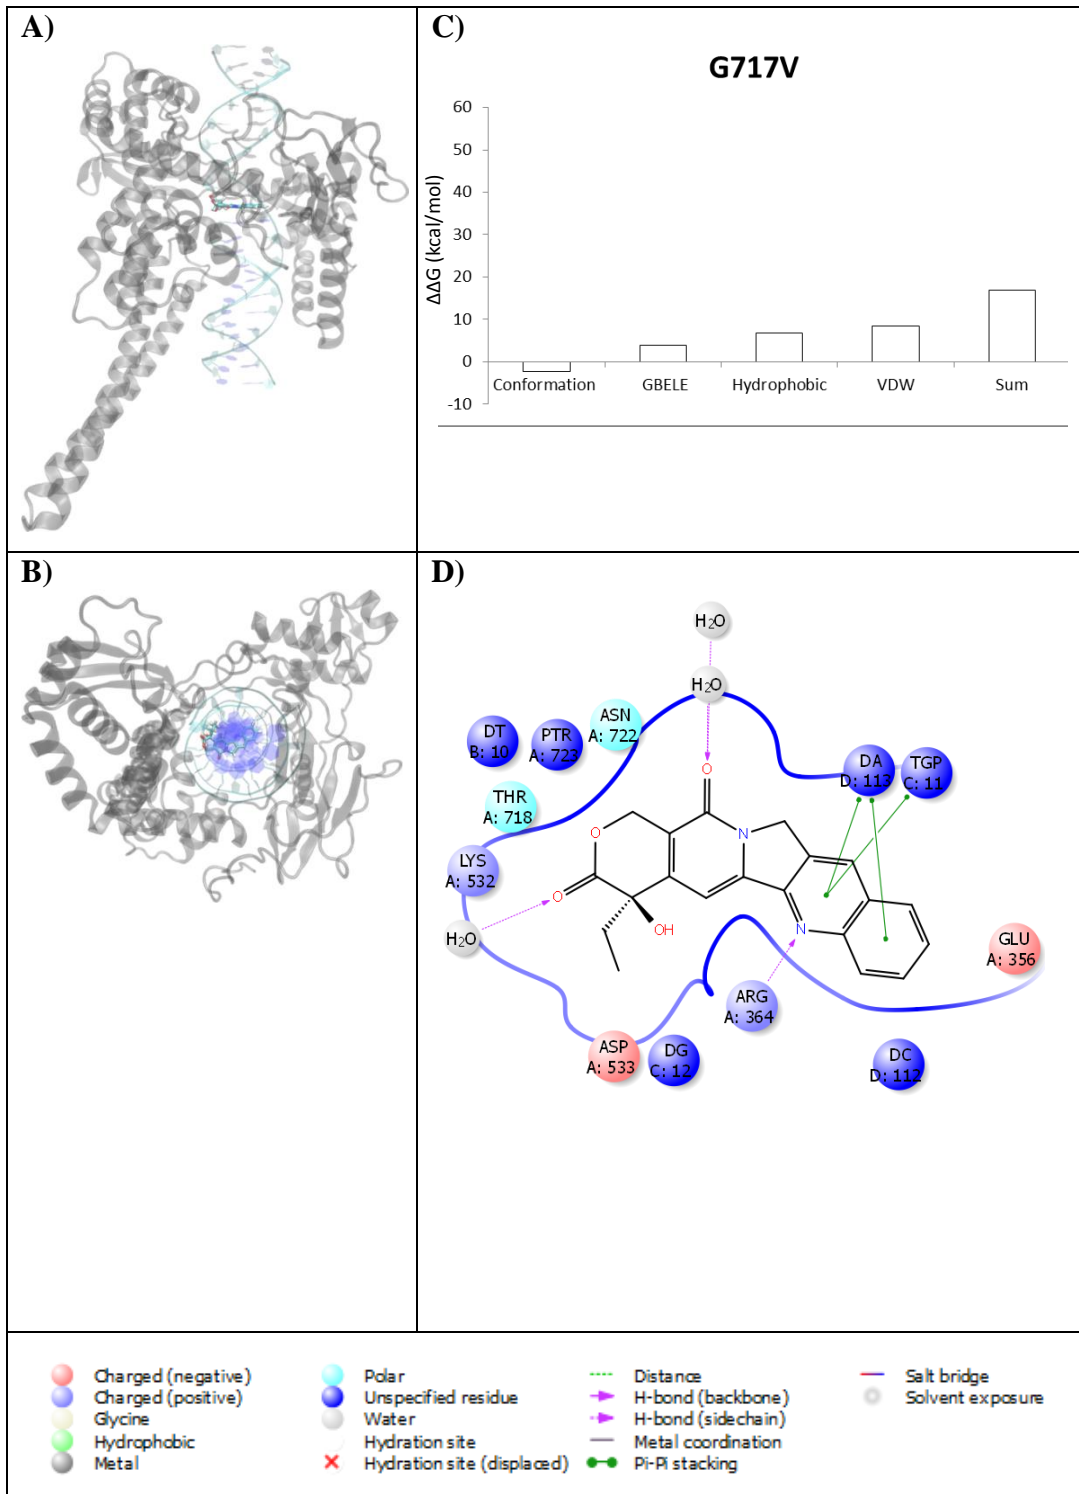 A)
C)
G717V
ΔΔG (kcal/mol)
60
50
40
30
20
10
0
-10
Conformation GBELE Hydrophobic VDW Sum
B)
D)
H₂O
H₂O
ASN
A: 722
DT
B: 10
PTR
A: 723
DA
D: 113
TGP
C: 11
THR
A: 718
O
O
N
LYS
A: 532
O
H₂O
OH
N
GLU
A: 356
ARG
A: 364
ASP
A: 533
DG
C: 12
DC
D: 112
Charged (negative)
Charged (positive)
Glycine
Hydrophobic
Metal
Polar
Unspecified residue
Water
Hydration site
Hydration site (displaced)
Distance
H-bond (backbone)
H-bond (sidechain)
Metal coordination
Pi-Pi stacking
Salt bridge
Solvent exposure